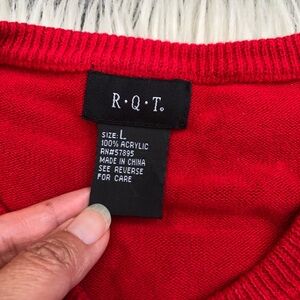 R·Q·T.
SIZE: L
100% ACRYLIC
RN#57895
MADE IN CHINA
SEE REVERSE
FOR CARE